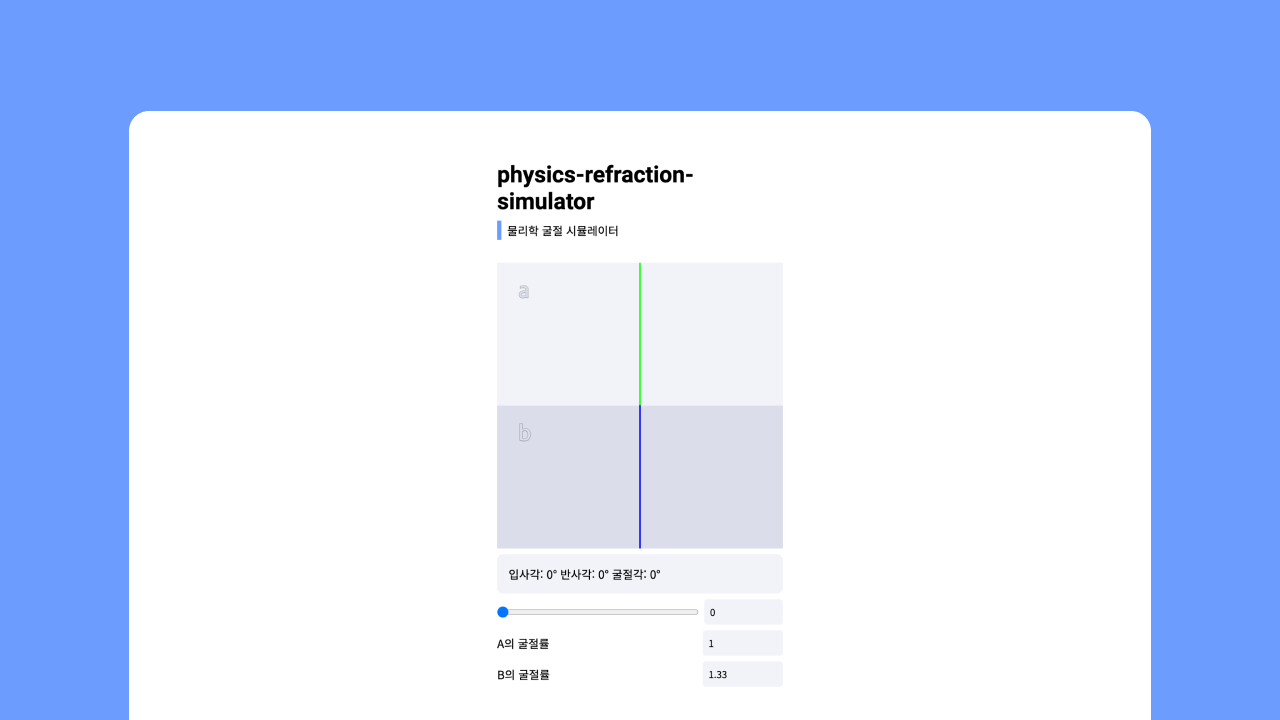 physics-refraction-
simulator
물리학 굴절 시뮬레이터
a
b
입사각: 0° 반사각: 0° 굴절각: 0°
0
A의 굴절률
1
B의 굴절률
1.33